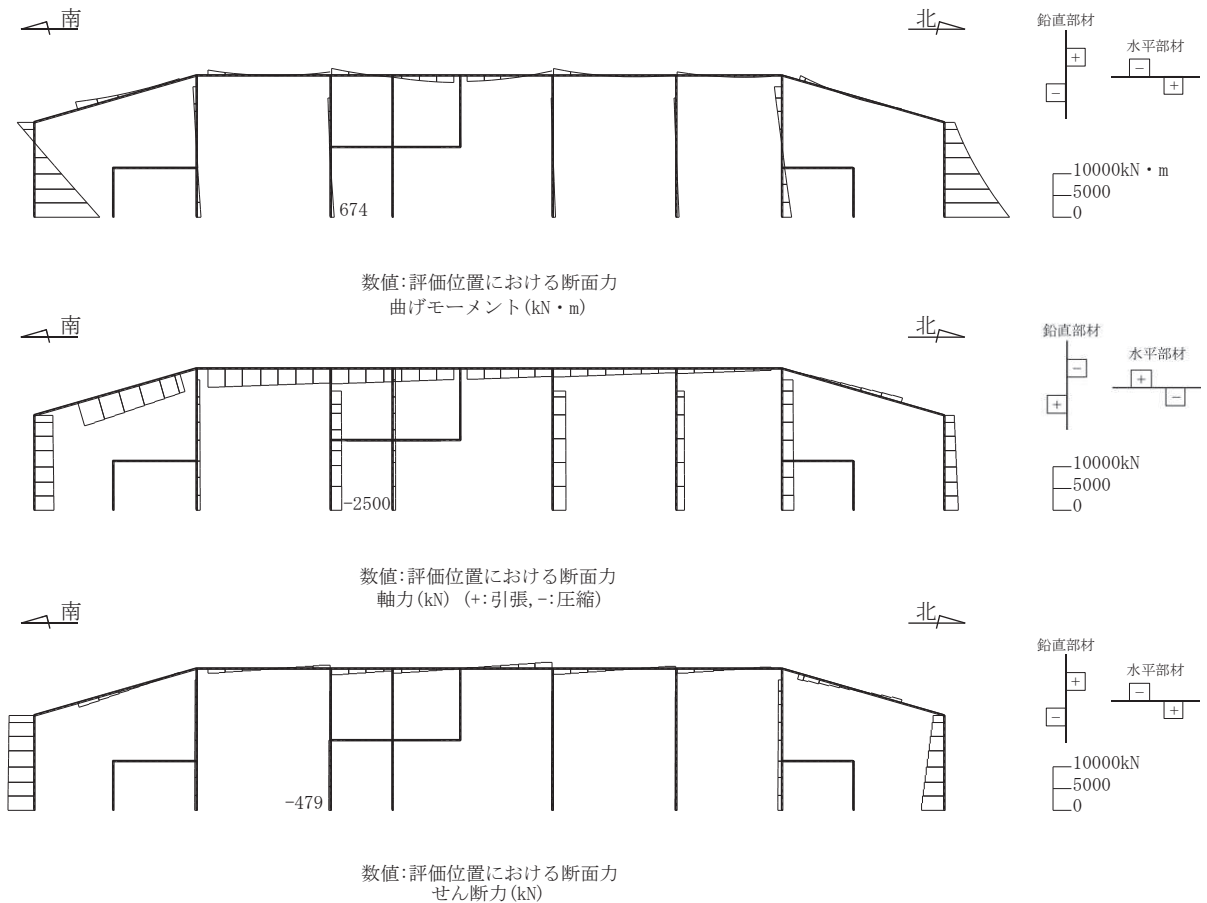 南
北
鉛直部材
+
−
水平部材
−
+
10000kN・m
5000
0
674
数値:評価位置における断面力
曲げモーメント(kN・m)
南
北
鉛直部材
−
+
水平部材
+
−
10000kN
5000
0
−2500
数値:評価位置における断面力
軸力(kN) (+:引張,−:圧縮)
南
北
鉛直部材
+
−
水平部材
−
+
10000kN
5000
0
−479
数値:評価位置における断面力
せん断力(kN)